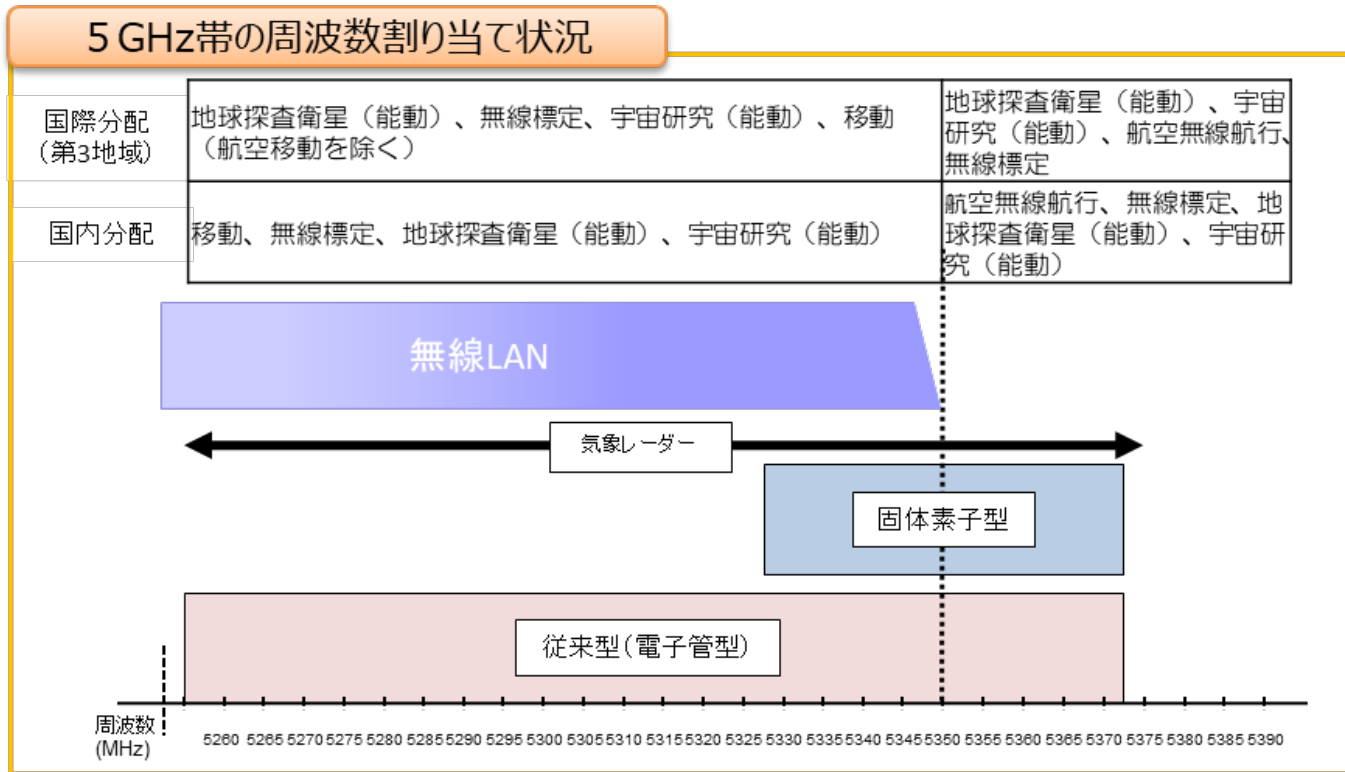 ５GHz帯の周波数割り当て状況
国際分配
（第3地域）
地球探査衛星（能動）、無線標定、宇宙研究（能動）、移動
（航空移動を除く）
地球探査衛星（能動）、宇宙
研究（能動）、航空無線航行、
無線標定
国内分配
移動、無線標定、地球探査衛星（能動）、宇宙研究（能動）
航空無線航行、無線標定、地
球探査衛星（能動）、宇宙研
究（能動）
無線LAN
気象レーダー
固体素子型
従来型（電子管型）
周波数
(MHz)
5260 5265 5270 5275 5280 5285 5290 5295 5300 5305 5310 5315 5320 5325 5330 5335 5340 5345 5350 5355 5360 5365 5370 5375 5380 5385 5390